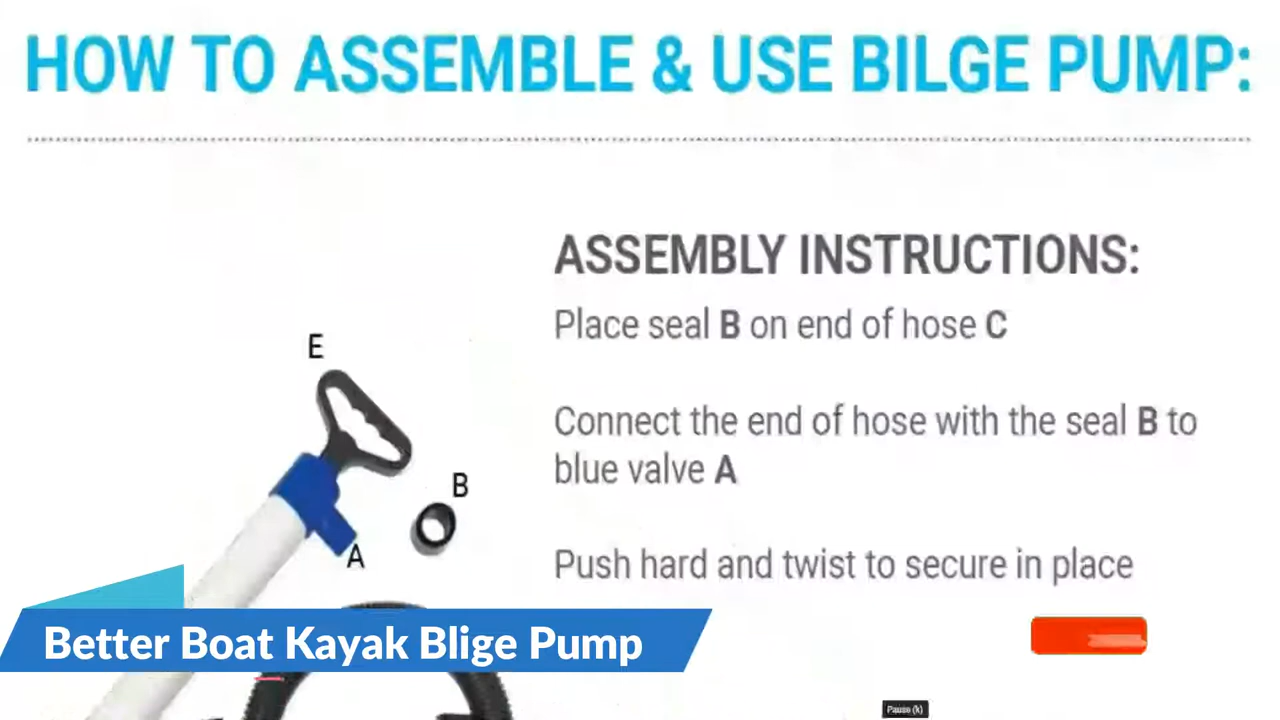 HOW TO ASSEMBLE & USE BILGE PUMP:
ASSEMBLY INSTRUCTIONS:
Place seal B on end of hose C
Connect the end of hose with the seal B to
blue valve A
Push hard and twist to secure in place
E
B
A
Better Boat Kayak Blige Pump
Pause (k)